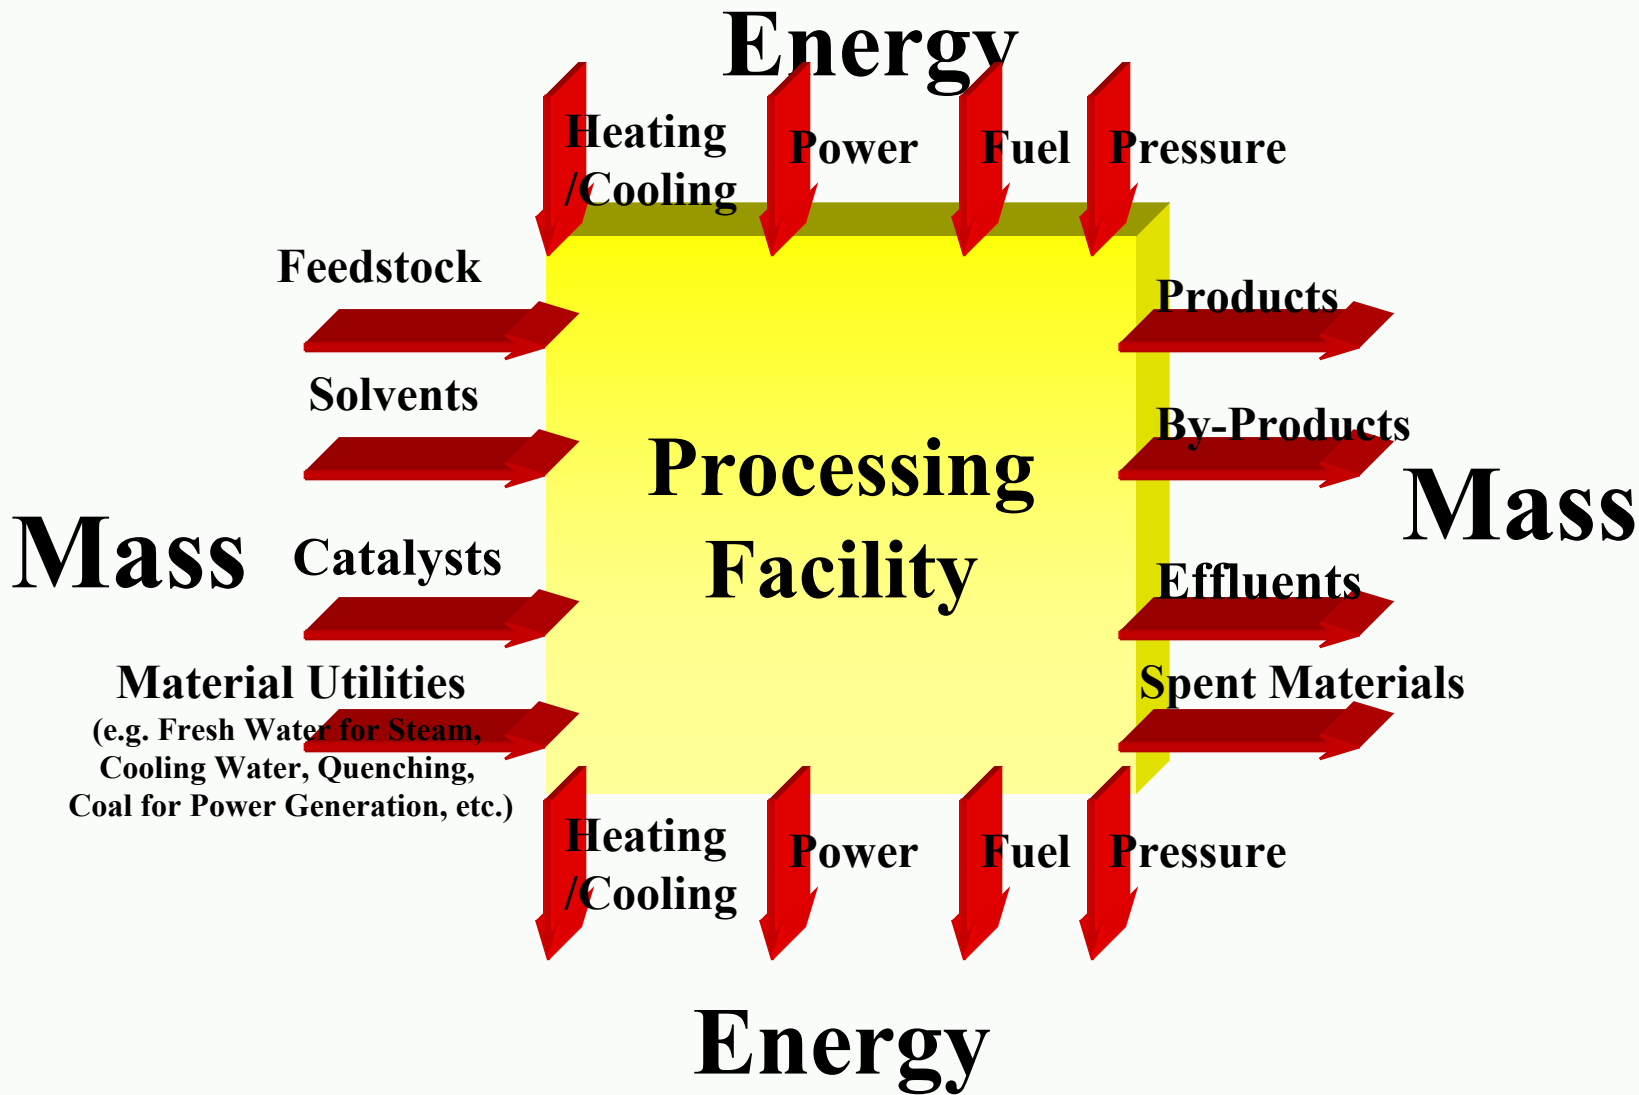 Energy
Heating
/Cooling
Power
Fuel
Pressure
Feedstock
Solvents
Mass
Catalysts
Material Utilities
(e.g. Fresh Water for Steam,
Cooling Water, Quenching,
Coal for Power Generation, etc.)
Processing
Facility
Products
By-Products
Mass
Effluents
Spent Materials
Heating
/Cooling
Power
Fuel
Pressure
Energy